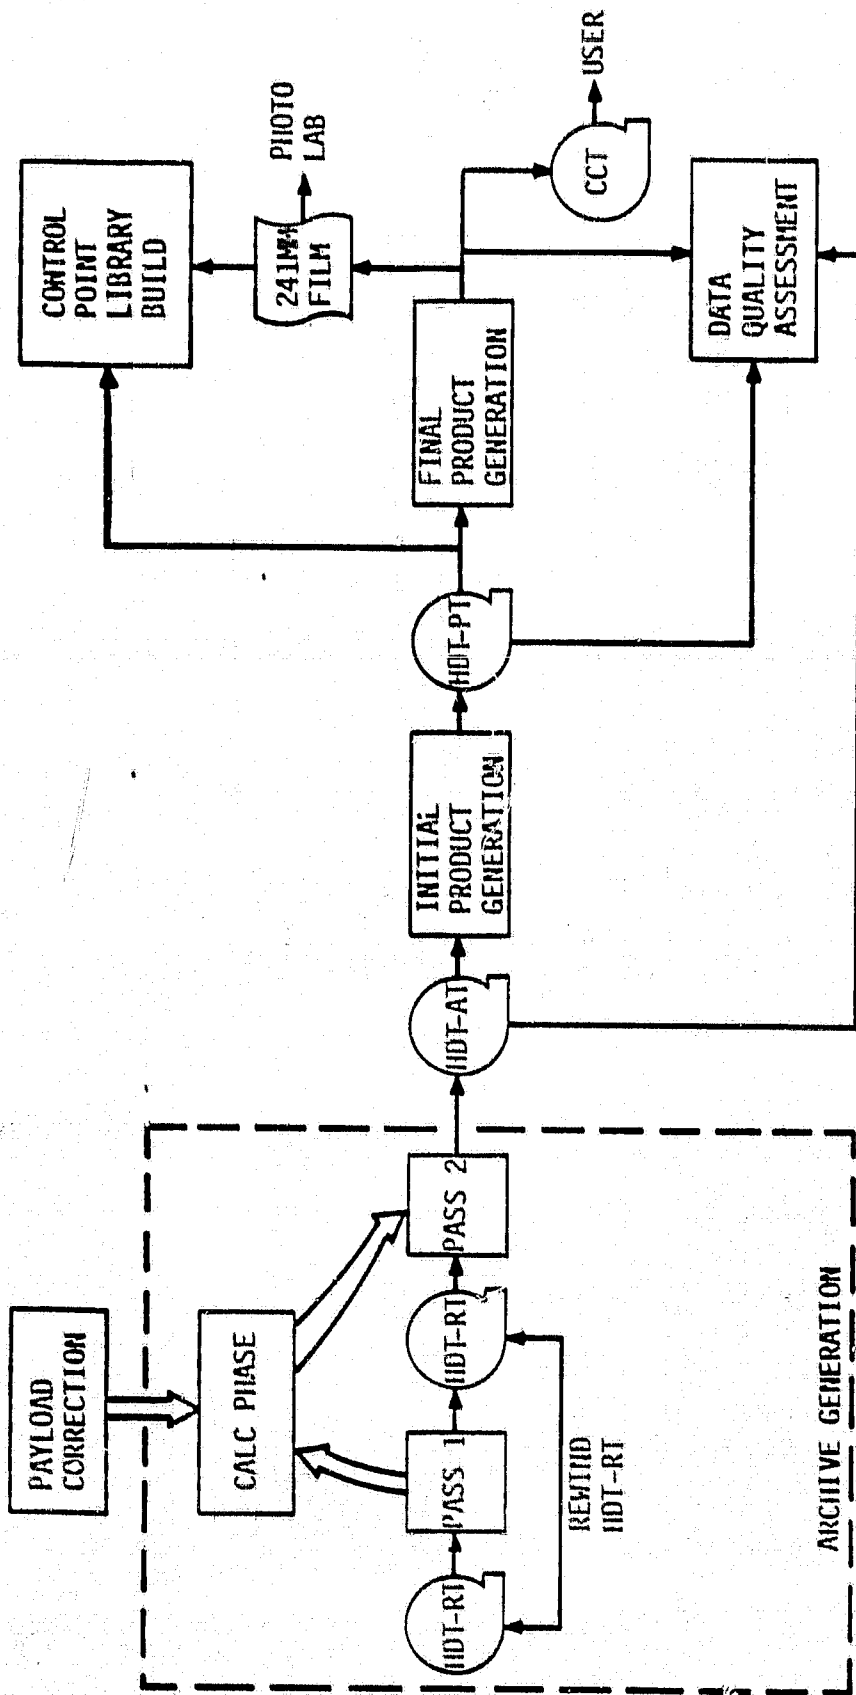 PAYLOAD
CORRECTION
CALC PHASE
HDT-RT
PASS 1
HDT-RT
PASS 2
REWIND
HDT-RT
ARCHIVE GENERATION
HDT-AT
INITIAL
PRODUCT
GENERATION
HDT-PT
FINAL
PRODUCT
GENERATION
CONTROL
POINT
LIBRARY
BUILD
241MM
FILM
PHOTO
LAB
CCT
USER
DATA
QUALITY
ASSESSMENT